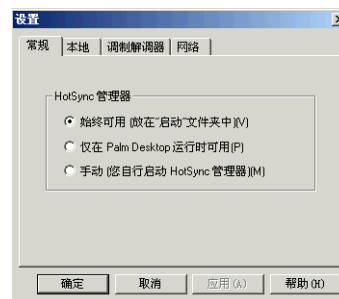 设置
常规 本地 调制解调器 网络
HotSync 管理器
始终可用 (放在"启动"文件夹中)(V)
仅在 Palm Desktop 运行时可用(P)
手动 (您自行启动 HotSync 管理器)(M)
确定 取消 应用(A) 帮助(H)